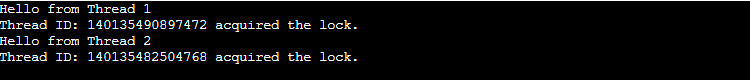 Hello from Thread 1
Thread ID: 140135490897472 acquired the lock.
Hello from Thread 2
Thread ID: 140135482504768 acquired the lock.